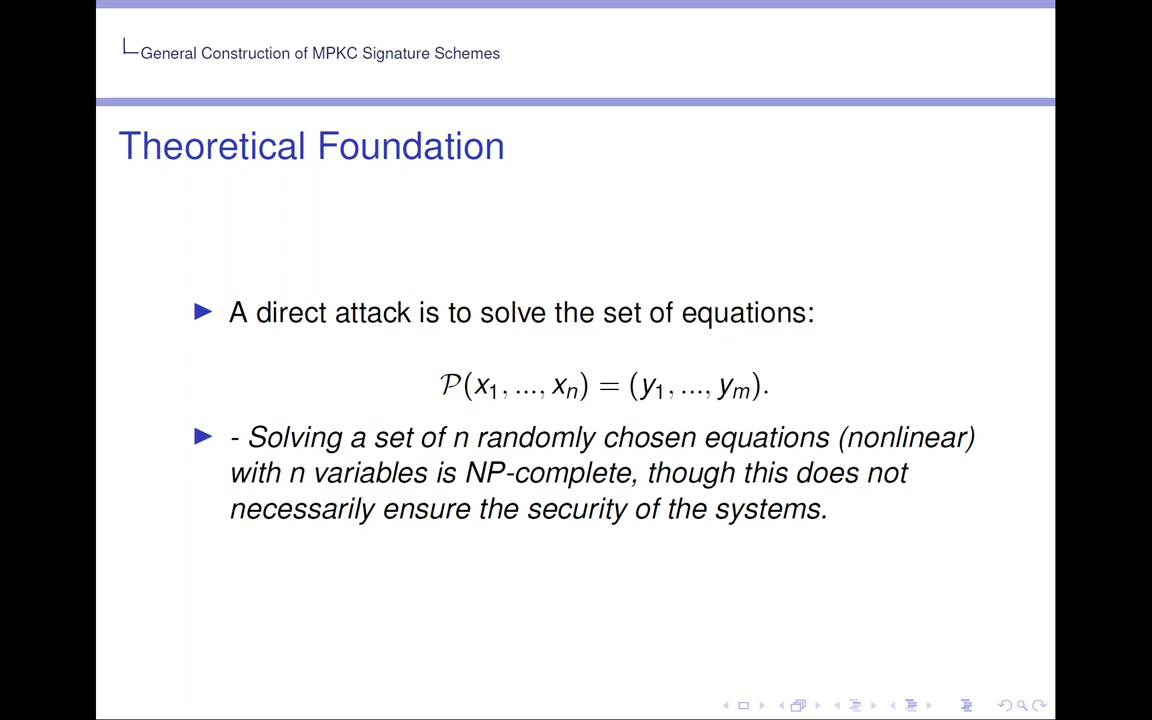 General Construction of MPKC Signature Schemes
Theoretical Foundation
▶ A direct attack is to solve the set of equations:
𝒫(x₁, ..., xₙ) = (y₁, ..., yₘ).
▶ - Solving a set of n randomly chosen equations (nonlinear)
with n variables is NP-complete, though this does not
necessarily ensure the security of the systems.